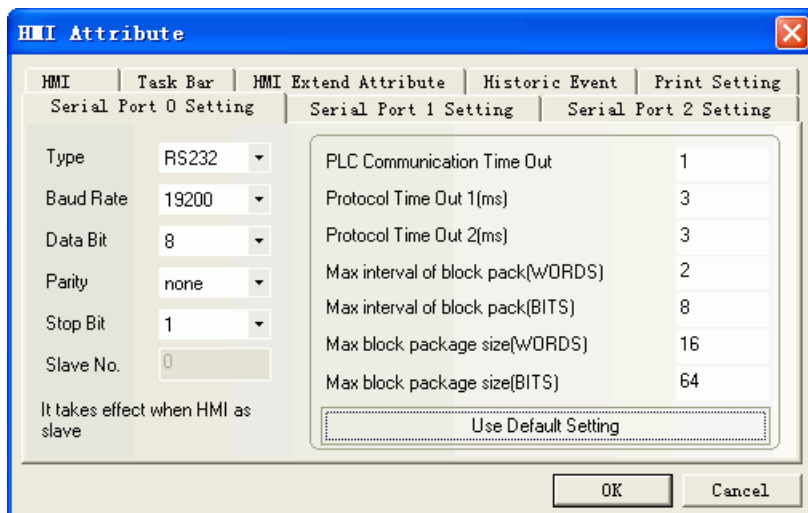 HMI Attribute
HMI Task Bar HMI Extend Attribute Historic Event Print Setting
Serial Port 0 Setting Serial Port 1 Setting Serial Port 2 Setting
Type RS232
Baud Rate 19200
Data Bit 8
Parity none
Stop Bit 1
Slave No. 0
It takes effect when HMI as
slave
PLC Communication Time Out 1
Protocol Time Out 1(ms) 3
Protocol Time Out 2(ms) 3
Max interval of block pack(WORDS) 2
Max interval of block pack(BITS) 8
Max block package size(WORDS) 16
Max block package size(BITS) 64
Use Default Setting
OK Cancel